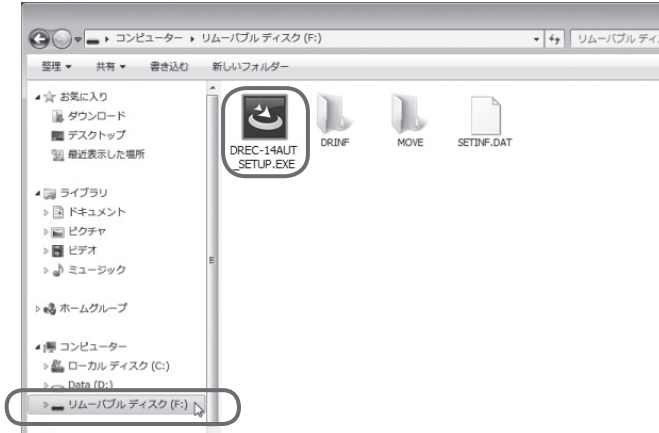 コンピューター ▸ リムーバブル ディスク (F:)
リムーバブル ディ
整理 共有 書き込む 新しいフォルダー
お気に入り
ダウンロード
デスクトップ
最近表示した場所
ライブラリ
ドキュメント
ピクチャ
ビデオ
ミュージック
ホームグループ
コンピューター
ローカル ディスク (C:)
Data (D:)
リムーバブル ディスク (F:)
DREC-14AUT
_SETUP.EXE
DRINF
MOVE
SETINF.DAT